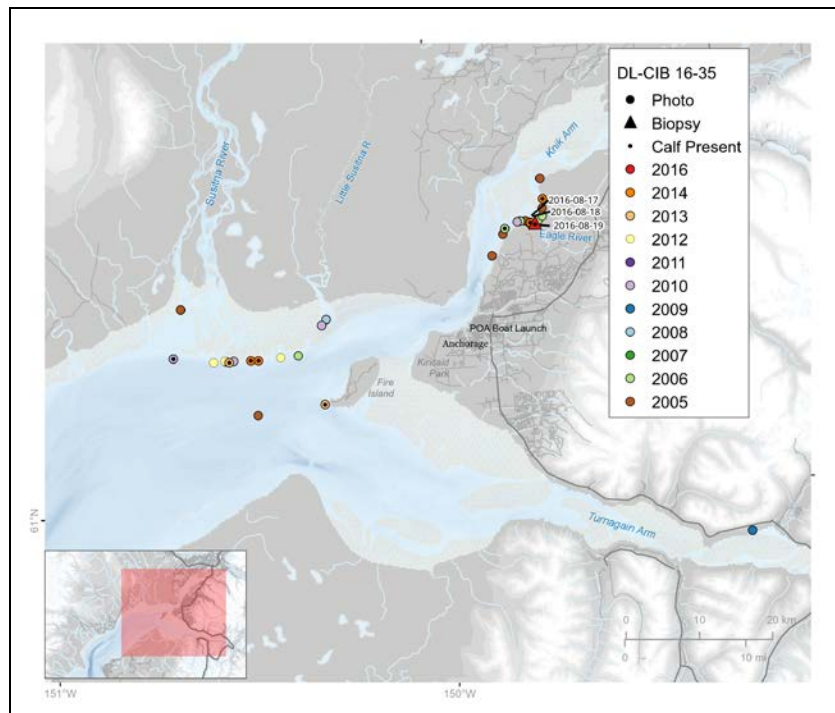 DL-CIB 16-35
Photo
Biopsy
Calf Present
2016
2014
2013
2012
2011
2010
2009
2008
2007
2006
2005
Susitna River
Little Susitna R
Knik Arm
2016-08-17
2016-08-18
2016-08-19
Eagle River
POA Boat Launch
Anchorage
Kincaid
Park
Fire
Island
Turnagain Arm
61°N
0
10
20 km
0
10 mi
151°W
150°W